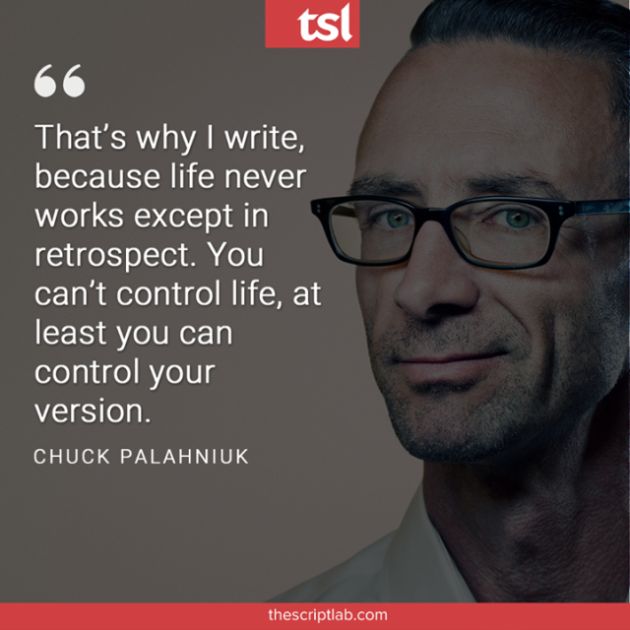 tsl
“
That’s why I write,
because life never
works except in
retrospect. You
can’t control life, at
least you can
control your
version.
CHUCK PALAHNIUK
thescriptlab.com